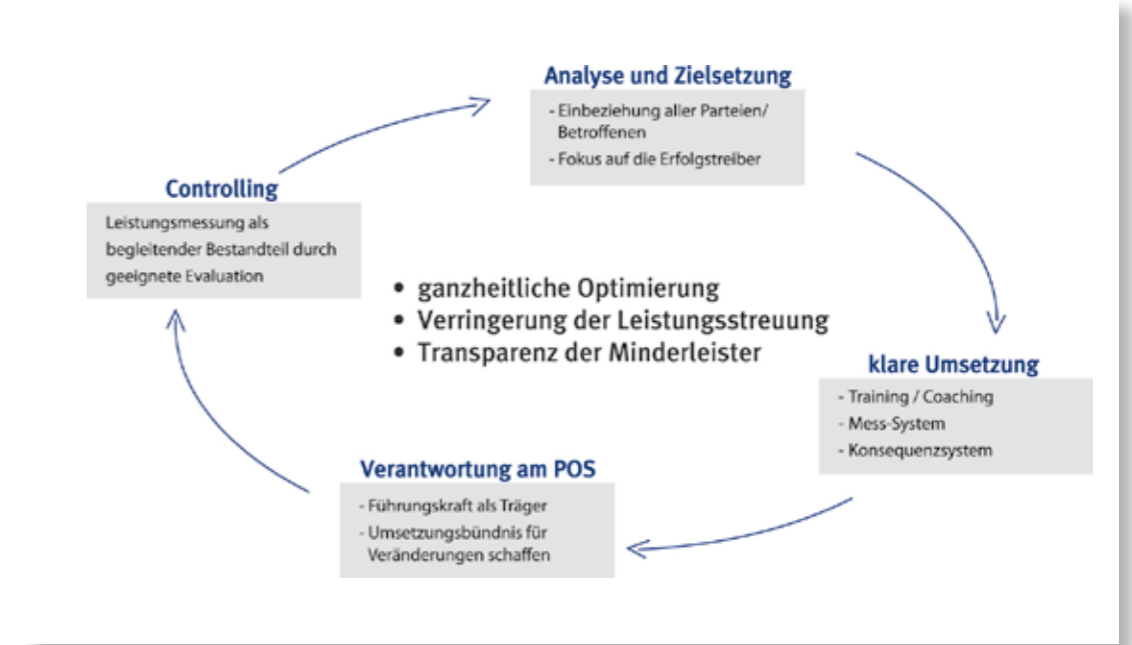 Analyse und Zielsetzung
- Einbeziehung aller Parteien/
Betroffenen
- Fokus auf die Erfolgstreiber
klare Umsetzung
- Training / Coaching
- Mess-System
- Konsequenzsystem
Verantwortung am POS
- Führungskraft als Träger
- Umsetzungsbündnis für
Veränderungen schaffen
Controlling
Leistungsmessung als
begleitender Bestandteil durch
geeignete Evaluation
• ganzheitliche Optimierung
• Verringerung der Leistungsstreuung
• Transparenz der Minderleister